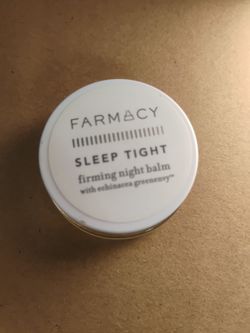 FARMACY
SLEEP TIGHT
firming night balm
with echinacea greenenvy™